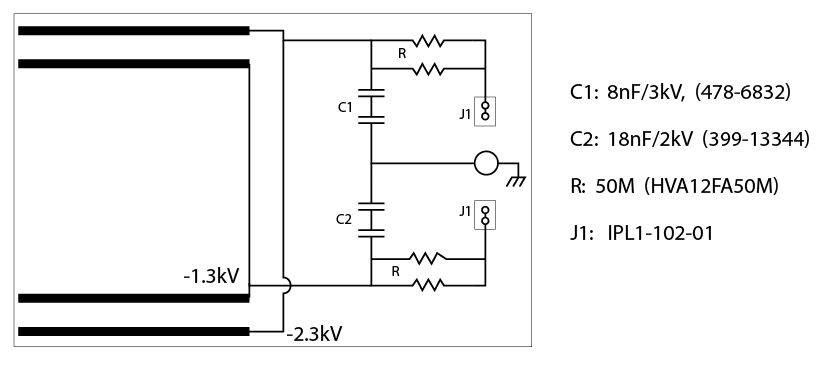 R
C1
J1
C1: 8nF/3kV, (478-6832)
C2: 18nF/2kV (399-13344)
R: 50M (HVA12FA50M)
J1: IPL1-102-01
C2
J1
R
-1.3kV
-2.3kV